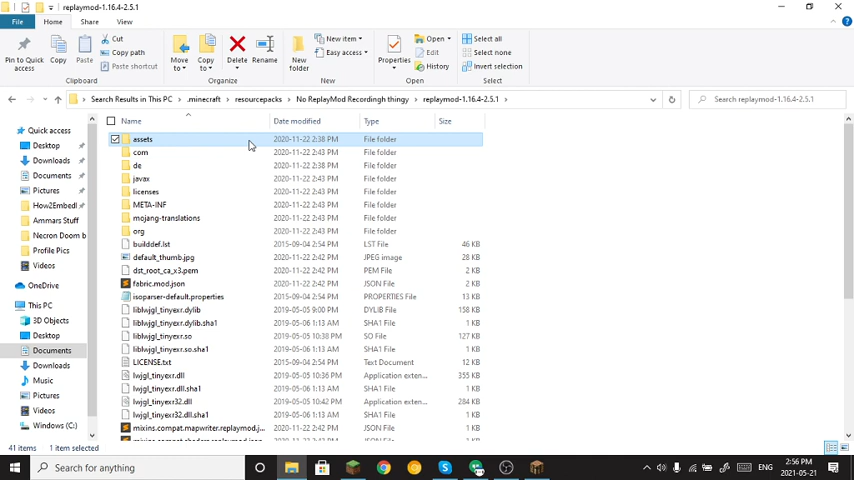 replaymod-1.16.4-2.5.1
File Home Share View
Pin to Quick access
Copy
Paste
Cut
Copy path
Paste shortcut
Clipboard
Move to
Copy to
Delete
Rename
Organize
New folder
New item
Easy access
New
Properties
Open
Edit
History
Open
Select all
Select none
Invert selection
Select
Search Results in This PC > .minecraft > resourcepacks > No ReplayMod Recordingh thingy > replaymod-1.16.4-2.5.1 >
Search replaymod-1.16.4-2.5.1
Name Date modified Type Size
Quick access
Desktop
Downloads
Documents
Pictures
How2Embedl
Ammars Stuff
Necron Doom b
Profile Pics
Videos
OneDrive
This PC
3D Objects
Desktop
Documents
Downloads
Music
Pictures
Videos
Windows (C:)
assets 2020-11-22 2:38 PM File folder
com 2020-11-22 2:43 PM File folder
de 2020-11-22 2:43 PM File folder
javax 2020-11-22 2:43 PM File folder
licenses 2020-11-22 2:43 PM File folder
META-INF 2020-11-22 2:43 PM File folder
mojang-translations 2020-11-22 2:43 PM File folder
org 2020-11-22 2:43 PM File folder
builddef.lst 2015-09-04 2:54 PM LST File 46 KB
default_thumb.jpg 2020-11-22 2:42 PM JPEG image 28 KB
dst_root_ca_x3.pem 2020-11-22 2:42 PM PEM File 2 KB
fabric.mod.json 2020-11-22 2:43 PM JSON File 2 KB
isoparser-default.properties 2015-09-04 2:54 PM PROPERTIES File 13 KB
liblwjgl_tinyexr.dylib 2019-05-06 9:00 PM DYLIB File 158 KB
liblwjgl_tinyexr.dylib.sha1 2019-05-06 1:13 AM SHA1 File 1 KB
liblwjgl_tinyexr.so 2019-05-06 10:38 PM SO File 127 KB
liblwjgl_tinyexr.so.sha1 2019-05-06 1:13 AM SHA1 File 1 KB
LICENSE.txt 2015-09-04 2:54 PM Text Document 12 KB
lwjgl_tinyexr.dll 2019-05-06 10:36 PM Application exten... 355 KB
lwjgl_tinyexr.dll.sha1 2019-05-06 1:13 AM SHA1 File 1 KB
lwjgl_tinyexr32.dll 2019-05-06 10:42 PM Application exten... 284 KB
lwjgl_tinyexr32.dll.sha1 2019-05-06 1:13 AM SHA1 File 1 KB
mixins.compat.mapwriter.replaymod.j... 2020-11-22 2:42 PM JSON File 1 KB
41 items 1 item selected
Search for anything
ENG
2:56 PM
2021-05-21